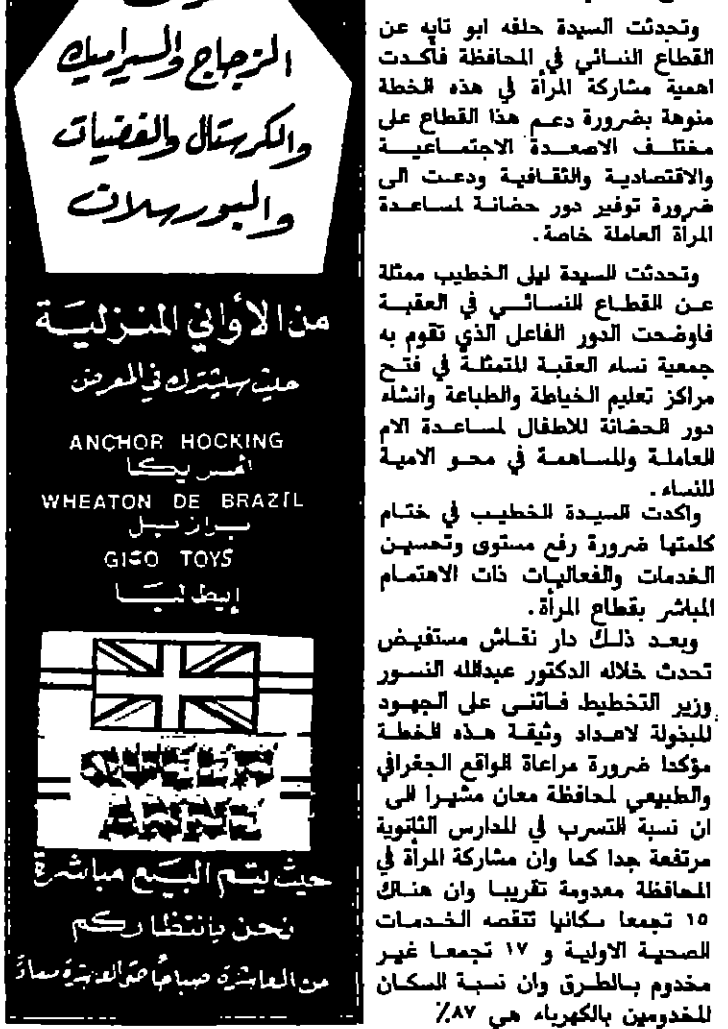 وتحدثت السيدة حلفه ابو تايه عن
القطاع النسائي في المحافظة فأكدت
اهمية مشاركة المرأة في هذه الخطة
منوهة بضرورة دعم هذا القطاع على
مختلف الاصعدة الاجتماعية
والاقتصادية والثقافية ودعت الى
ضرورة توفير دور حضانة لمساعدة
المرأة العاملة خاصة.
وتحدثت السيدة ليلى الخطيب ممثلة
عن القطاع النسائي في العقبة
فاوضحت الدور الفاعل الذي تقوم به
جمعية نساء العقبة المتمثلة في فتح
مراكز تعليم الخياطة والطباعة وانشاء
دور الحضانة للاطفال لمساعدة الام
العاملة والمساهمة في محو الامية
للنساء.
واكدت السيدة الخطيب في ختام
كلمتها ضرورة رفع مستوى وتحسين
الخدمات والفعاليات ذات الاهتمام
المباشر بقطاع المرأة.
وبعد ذلك دار نقاش مستفيض
تحدث خلاله الدكتور عبدالله النسور
وزير التخطيط فاثنى على الجهود
المبذولة لاعداد وثيقة هذه الخطة
مؤكدا ضرورة مراعاة الواقع الجغرافي
والطبيعي لمحافظة معان مشيرا الى
ان نسبة التسرب في المدارس الثانوية
مرتفعة جدا كما وان مشاركة المرأة في
المحافظة معدومة تقريبا وان هناك
١٥ تجمعا سكانيا تنقصه الخدمات
الصحية الاولية و ١٧ تجمعا غير
مخدوم بالطرق وان نسبة السكان
المخدومين بالكهرباء هي ٨٧٪
الزجاج والسيراميك
والكرستال والفضيات
والبورسلان
من الأواني المنزلية
حيث سيشترك في المعرض
ANCHOR HOCKING
امريكا
WHEATON DE BRAZIL
برازيل
TOYS
إيطاليا
حيث يتم البيع مباشرة
نحن بانتظاركم
من العاشرة صباحاً حتى العاشرة مساءً